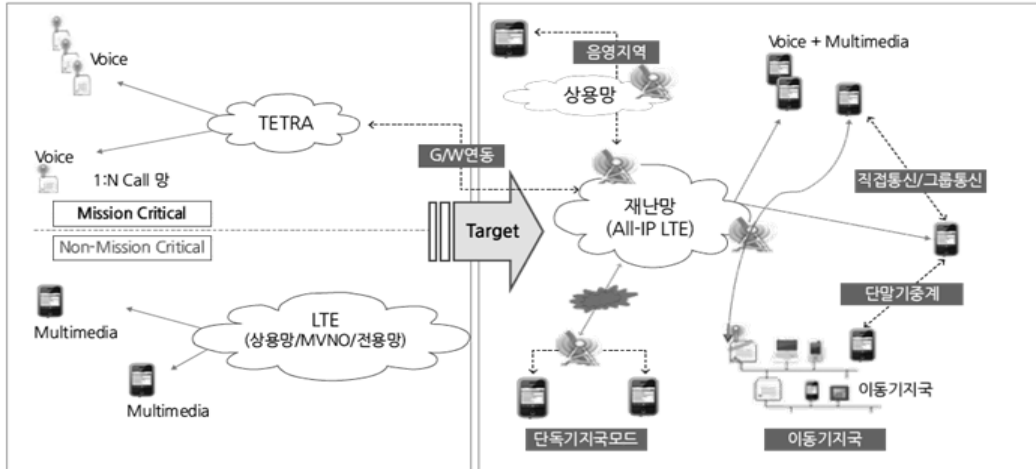 Voice
TETRA
Voice
1:N Call 망
Mission Critical
Non-Mission Critical
Multimedia
LTE
(상용망/MVNO/전용망)
Multimedia
G/W연동
Target
음영지역
상용망
Voice + Multimedia
재난망
(All-IP LTE)
직접통신/그룹통신
단말기중계
단독기지국모드
이동기지국
이동기지국